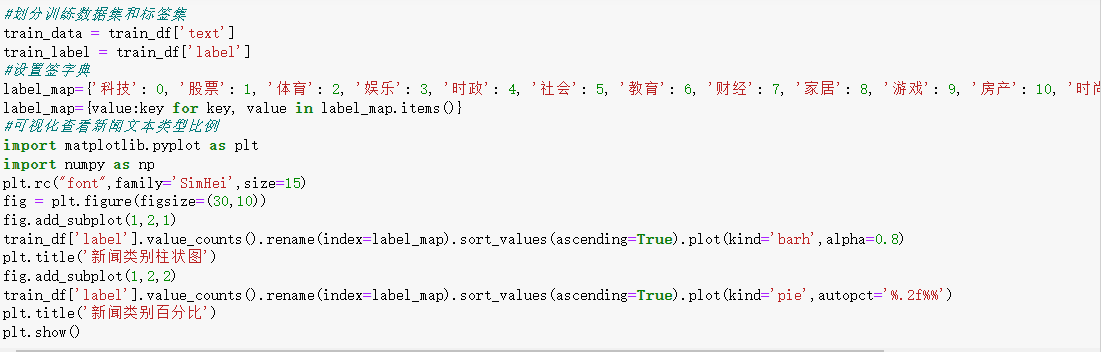 #划分训练数据集和标签集
train_data = train_df['text']
train_label = train_df['label']
#设置签字典
label_map={'科技': 0, '股票': 1, '体育': 2, '娱乐': 3, '时政': 4, '社会': 5, '教育': 6, '财经': 7, '家居': 8, '游戏': 9, '房产': 10, '时尚
label_map={value:key for key, value in label_map.items()}
#可视化查看新闻文本类型比例
import matplotlib.pyplot as plt
import numpy as np
plt.rc("font",family='SimHei',size=15)
fig = plt.figure(figsize=(30,10))
fig.add_subplot(1,2,1)
train_df['label'].value_counts().rename(index=label_map).sort_values(ascending=True).plot(kind='barh',alpha=0.8)
plt.title('新闻类别柱状图')
fig.add_subplot(1,2,2)
train_df['label'].value_counts().rename(index=label_map).sort_values(ascending=True).plot(kind='pie',autopct='%.2f%%')
plt.title('新闻类别百分比')
plt.show()